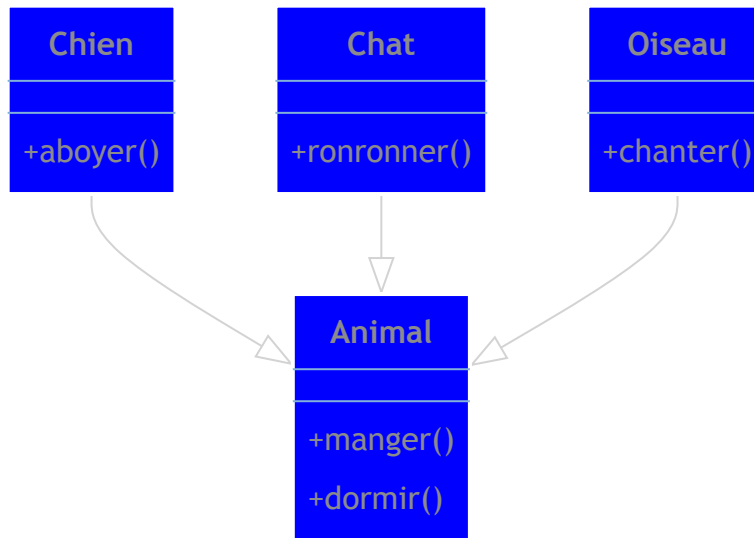 Chien
+aboyer()
Chat
+ronronner()
Oiseau
+chanter()
Animal
+manger()
+dormir()